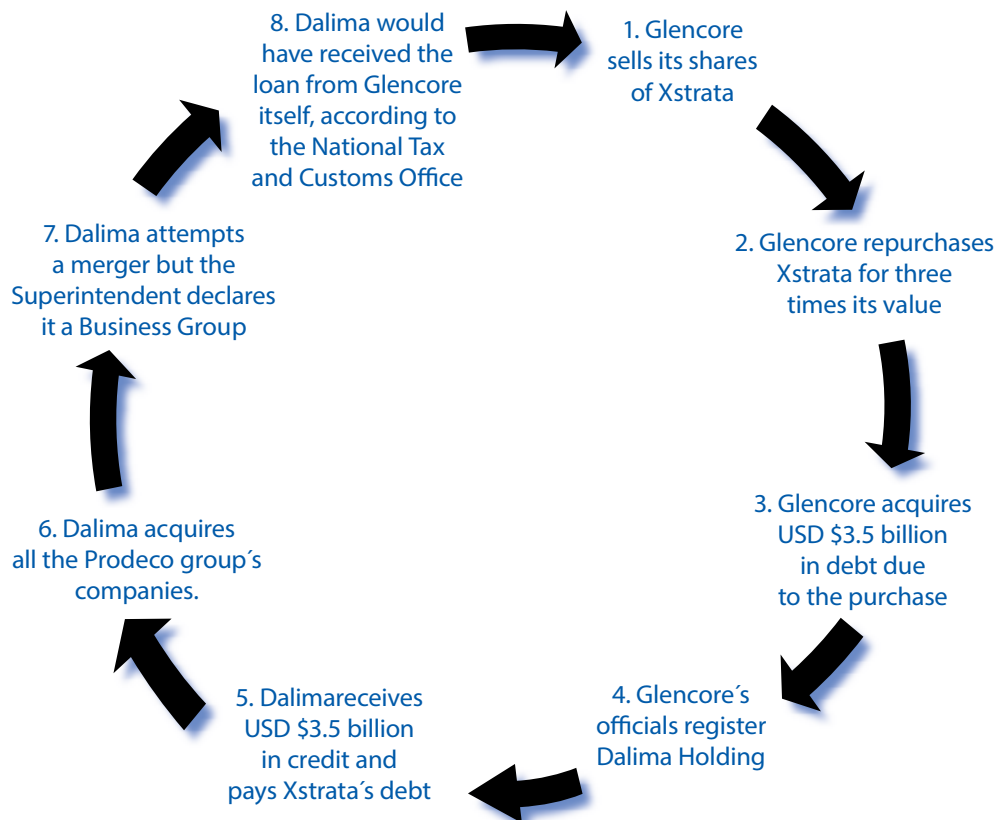 1. Glencore
sells its shares
of Xstrata
2. Glencore repurchases
Xstrata for three
times its value
3. Glencore acquires
USD $3.5 billion
in debt due
to the purchase
4. Glencore´s
officials register
Dalima Holding
5. Dalimareceives
USD $3.5 billion
in credit and
pays Xstrata´s debt
6. Dalima acquires
all the Prodeco group´s
companies.
7. Dalima attempts
a merger but the
Superintendent declares
it a Business Group
8. Dalima would
have received the
loan from Glencore
itself, according to
the National Tax
and Customs Office